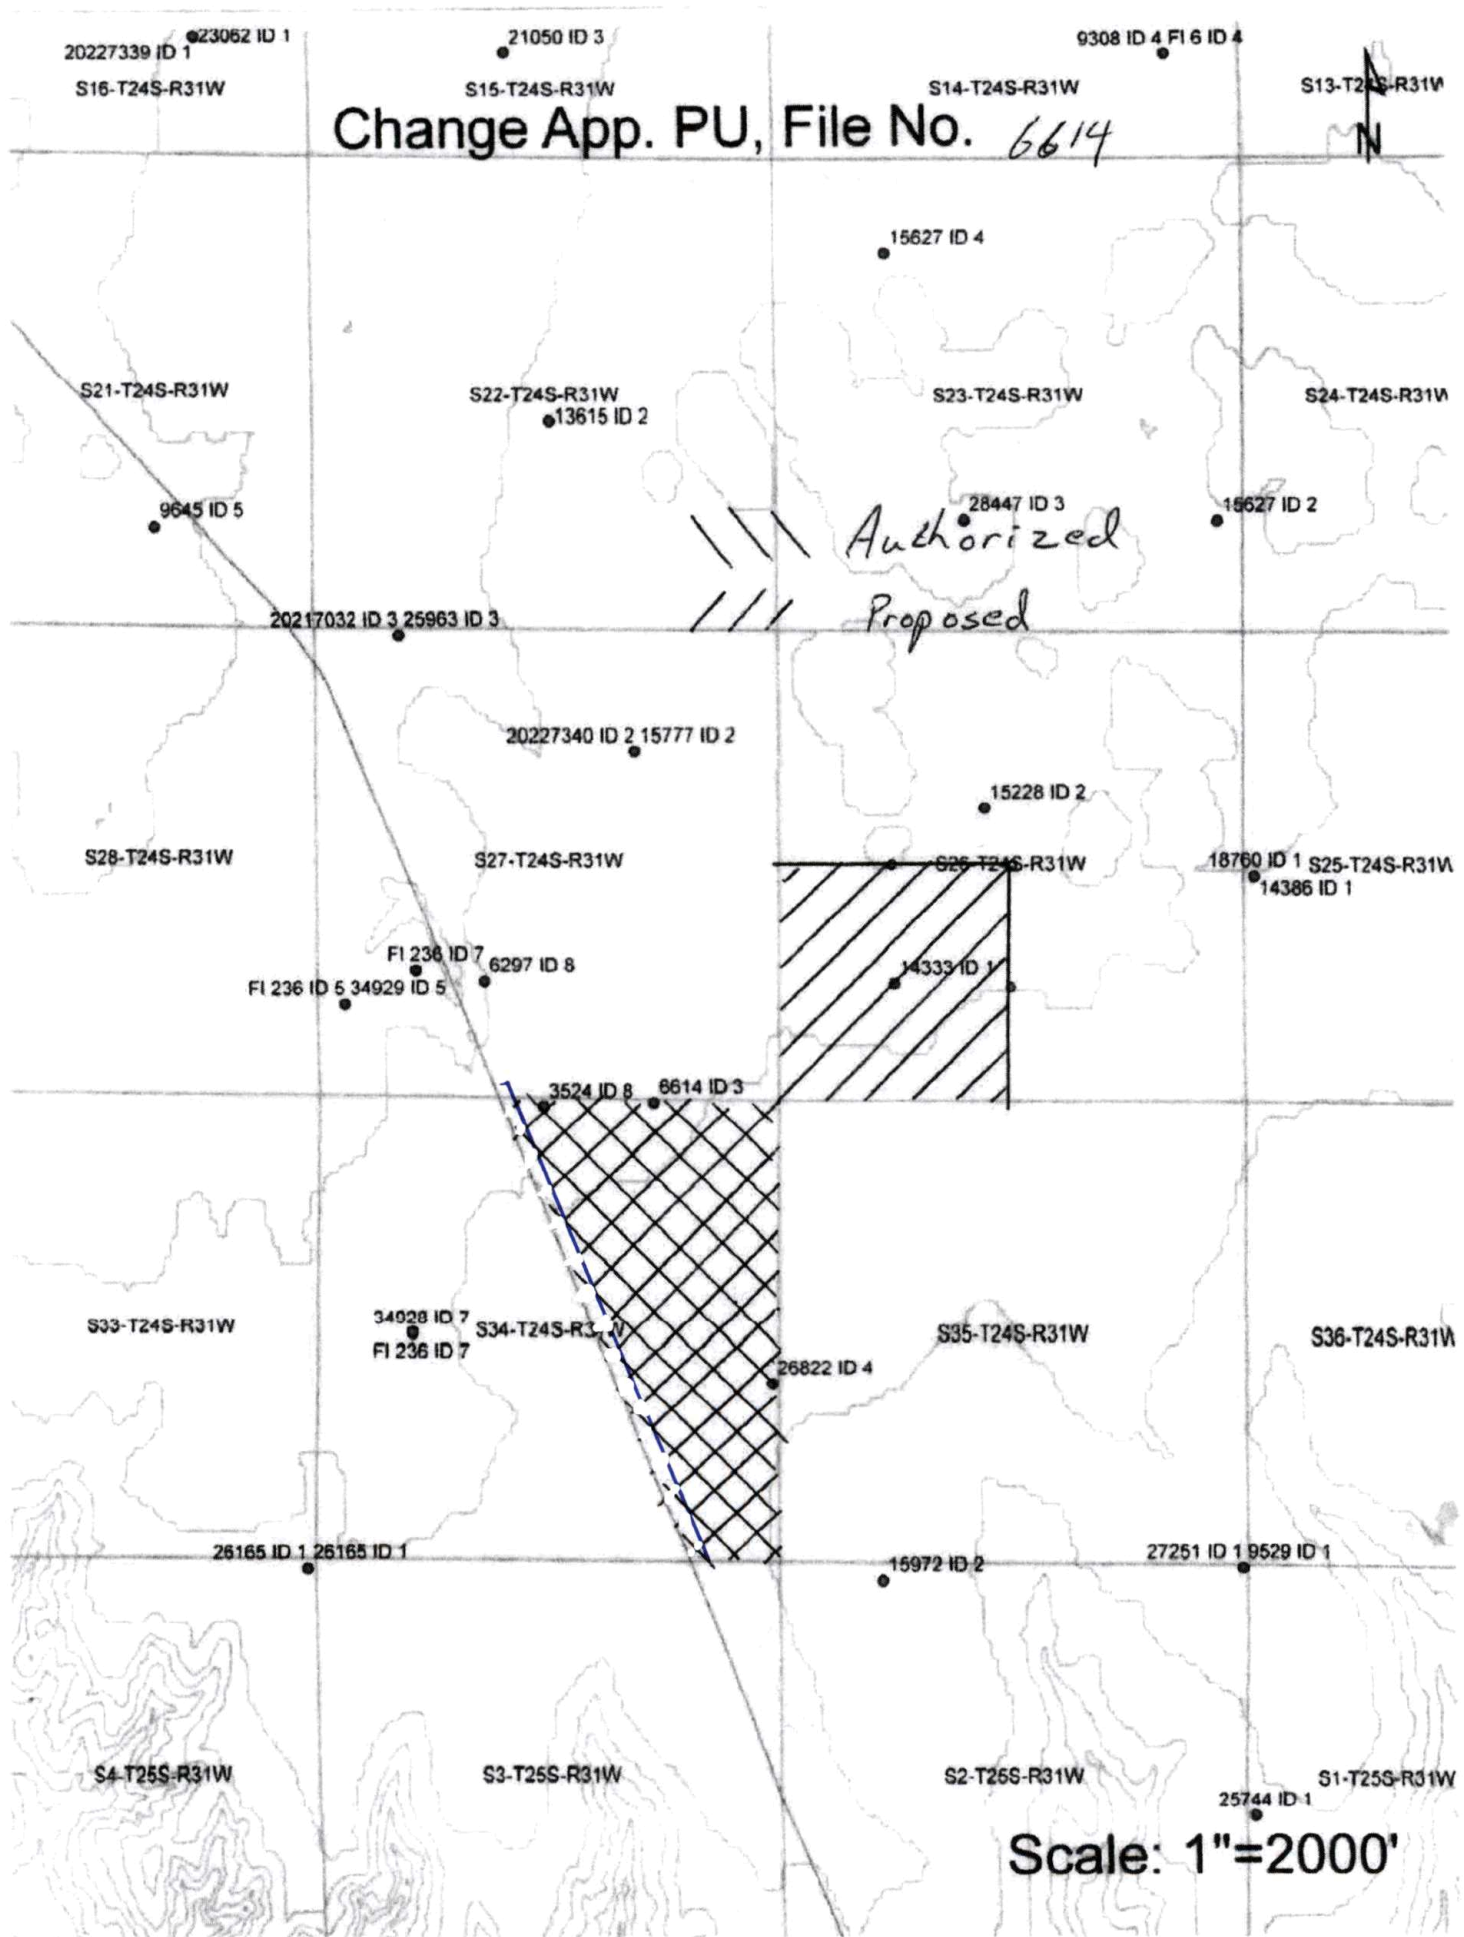 23062 ID 1
21050 ID 3
9308 ID 4 FI 6 ID 4
20227339 ID 1
S16-T24S-R31W
S15-T24S-R31W
S14-T24S-R31W
S13-T24S-R31W
Change App. PU, File No. 6614
N
15627 ID 4
S21-T24S-R31W
S22-T24S-R31W
S23-T24S-R31W
S24-T24S-R31W
13615 ID 2
9645 ID 5
28447 ID 3
15627 ID 2
Authorized
20217032 ID 3 25963 ID 3
Proposed
20227340 ID 2 15777 ID 2
15228 ID 2
S28-T24S-R31W
S27-T24S-R31W
S26-T24S-R31W
18760 ID 1
S25-T24S-R31W
14386 ID 1
FI 236 ID 7
6297 ID 8
14333 ID 1
FI 236 ID 5 34929 ID 5
3524 ID 8
6614 ID 3
34928 ID 7
S33-T24S-R31W
S34-T24S-R31W
S35-T24S-R31W
S36-T24S-R31W
FI 236 ID 7
26822 ID 4
26165 ID 1 26165 ID 1
15972 ID 2
27251 ID 1 9529 ID 1
S4-T25S-R31W
S3-T25S-R31W
S2-T25S-R31W
S1-T25S-R31W
25744 ID 1
Scale: 1"=2000'